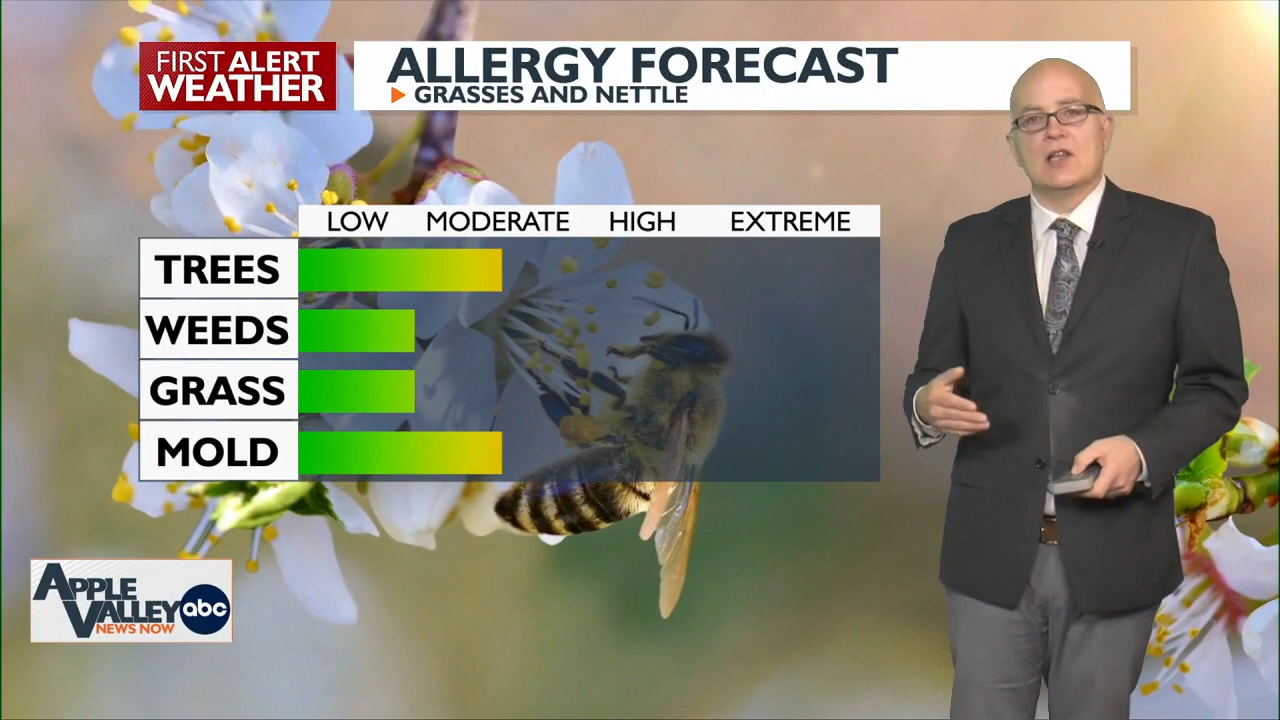 FIRST ALERT
WEATHER
ALLERGY FORECAST
GRASSES AND NETTLE
LOW MODERATE HIGH EXTREME
TREES
WEEDS
GRASS
MOLD
APPLE
VALLEY
NEWS NOW
abc